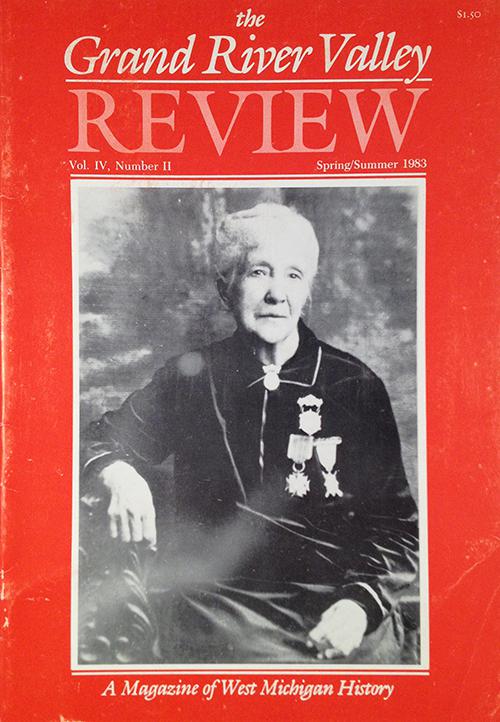 $1.50
the
Grand River Valley
REVIEW
Vol. IV, Number II Spring/Summer 1983
A Magazine of West Michigan History